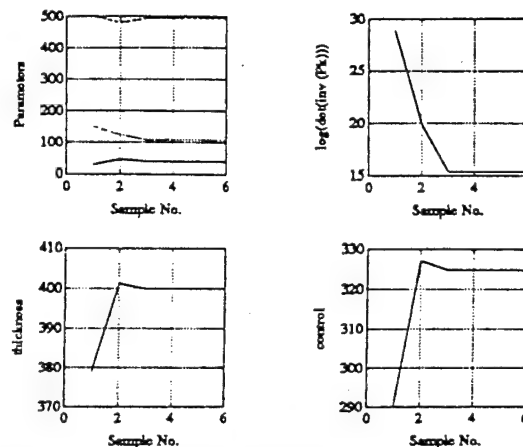 500
400
300
200
100
0
Parameters
0 2 4 6
Sample No.
30
25
20
15
log(det(inv (Pk)))
0 2 4
Sample No.
410
400
390
380
370
thickness
0 2 4 6
Sample No.
330
320
310
300
290
control
0 2 4 6
Sample No.